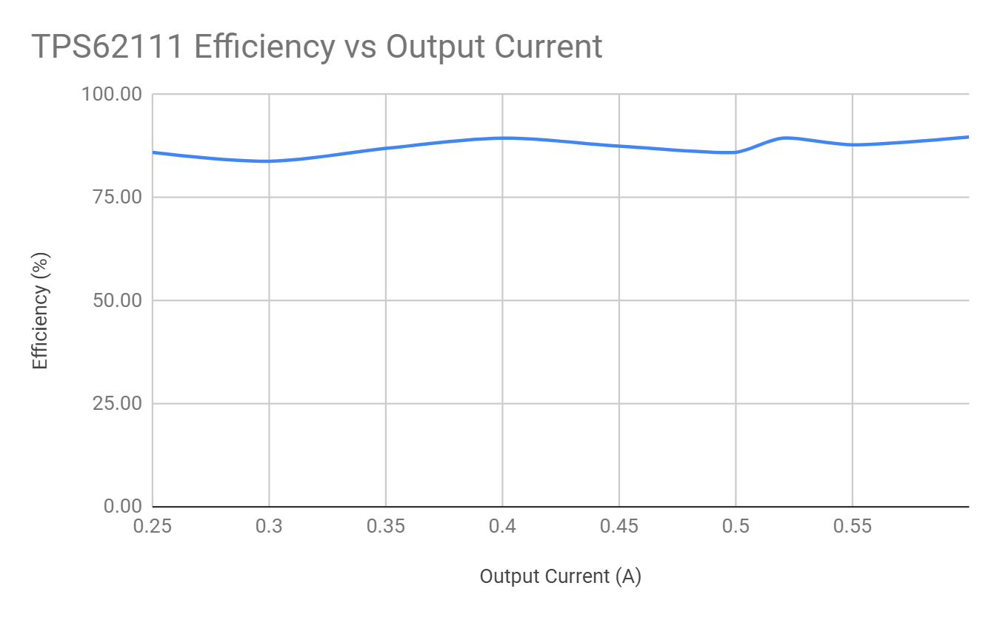 TPS62111 Efficiency vs Output Current
100.00
75.00
50.00
25.00
0.00
Efficiency (%)
0.25 0.3 0.35 0.4 0.45 0.5 0.55
Output Current (A)